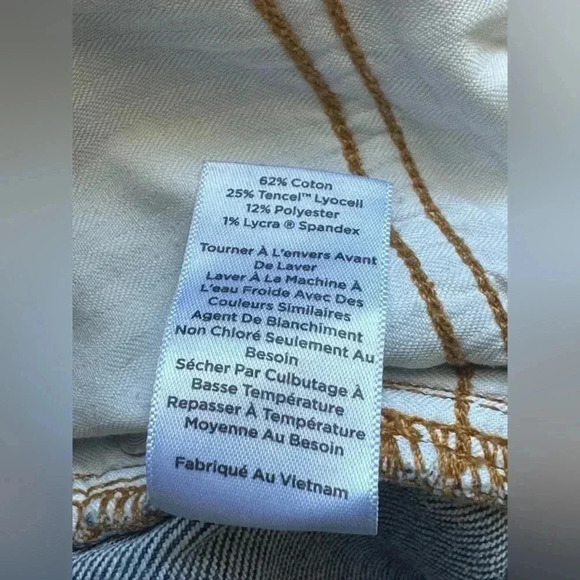 62% Coton
25% Tencel™ Lyocell
12% Polyester
1% Lycra ® Spandex
Tourner À L'envers Avant
De Laver
Laver À La Machine À
L'eau Froide Avec Des
Couleurs Similaires
Agent De Blanchiment
Non Chloré Seulement Au
Besoin
Sécher Par Culbutage À
Basse Température
Repasser À Température
Moyenne Au Besoin
Fabriqué Au Vietnam